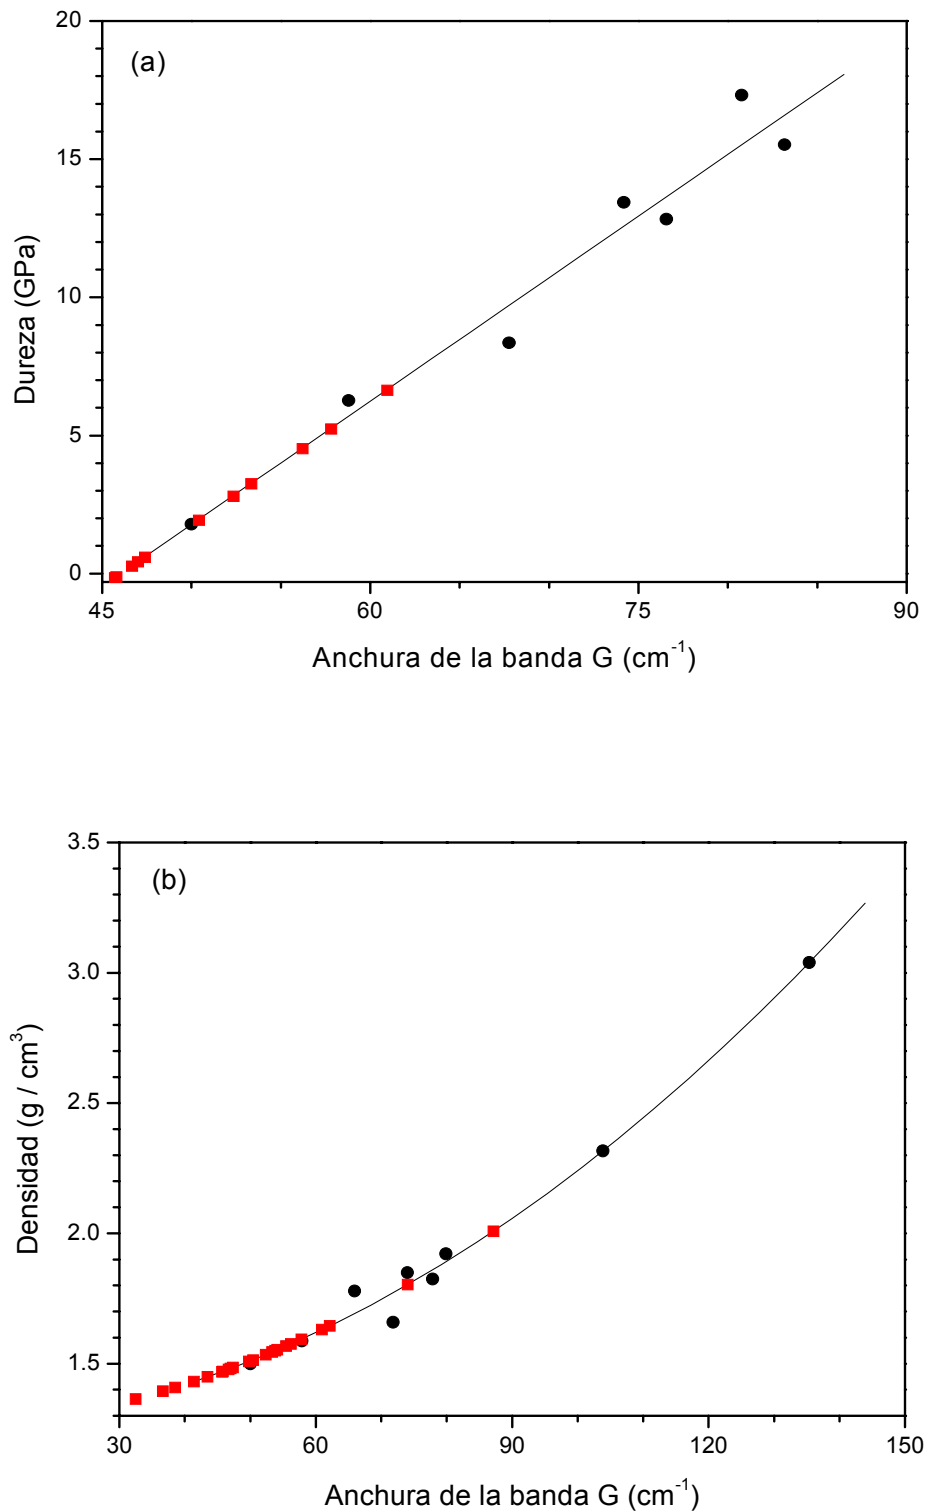 (a)
20
15
10
5
0
Dureza (GPa)
45 60 75 90
Anchura de la banda G (cm⁻¹)
(b)
3.5
3.0
2.5
2.0
1.5
Densidad (g / cm³)
30 60 90 120 150
Anchura de la banda G (cm⁻¹)